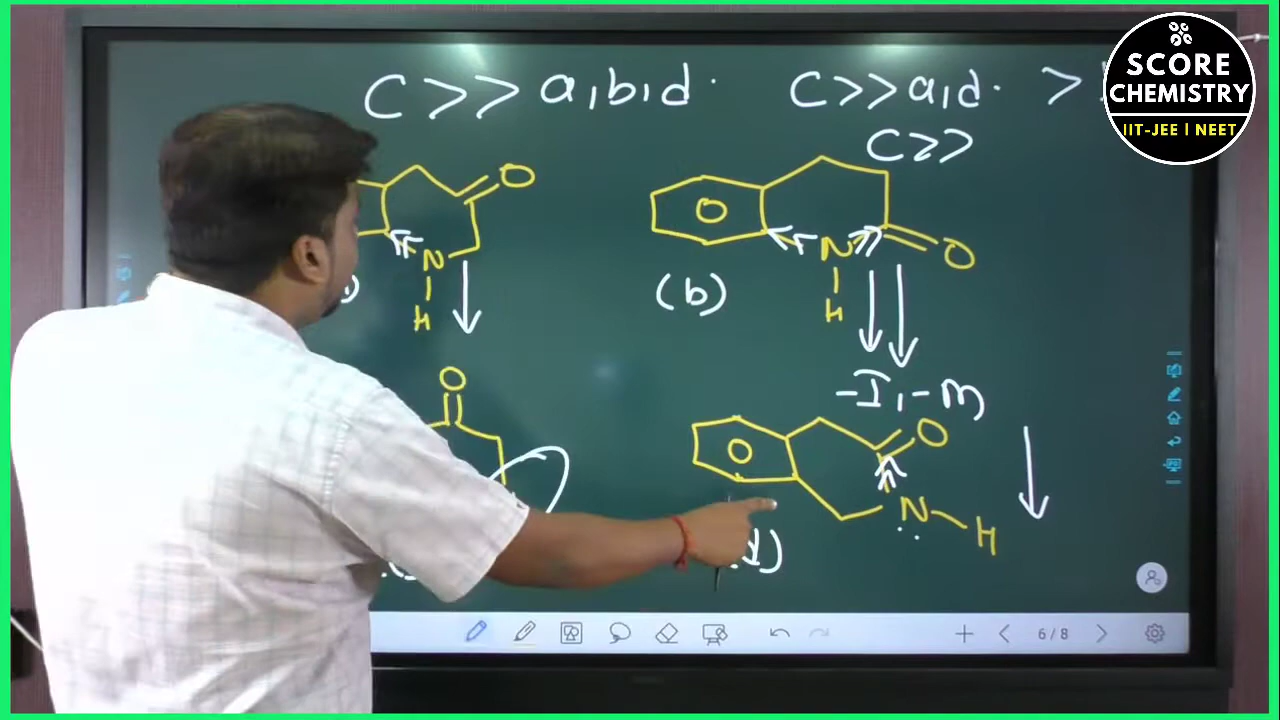 C >> a,b,d.
C >> a,d. >
SCORE
CHEMISTRY
IIT-JEE | NEET
C >>
O
N
H
O
N
H
O
(b)
-I, -M
O
O
O
N
H
d)
6/8